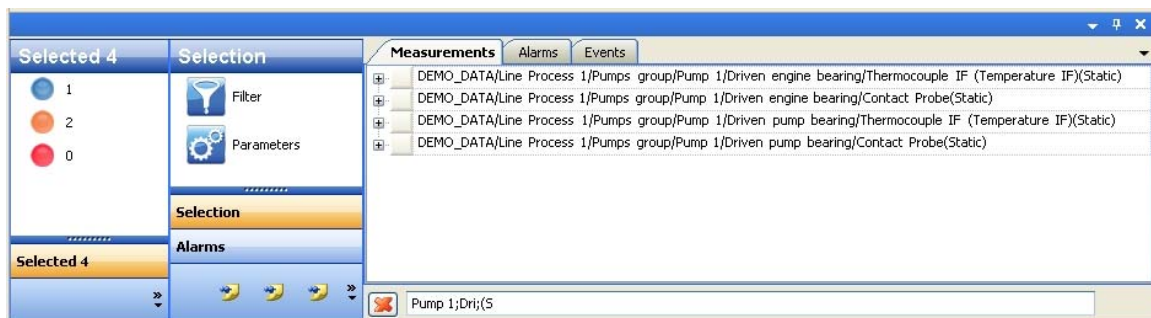 Selected 4
1
2
0
Selected 4
Selection
Filter
Parameters
Selection
Alarms
Measurements Alarms Events
DEMO_DATA/Line Process 1/Pumps group/Pump 1/Driven engine bearing/Thermocouple IF (Temperature IF)(Static)
DEMO_DATA/Line Process 1/Pumps group/Pump 1/Driven engine bearing/Contact Probe(Static)
DEMO_DATA/Line Process 1/Pumps group/Pump 1/Driven pump bearing/Thermocouple IF (Temperature IF)(Static)
DEMO_DATA/Line Process 1/Pumps group/Pump 1/Driven pump bearing/Contact Probe(Static)
Pump 1;Dri;(S